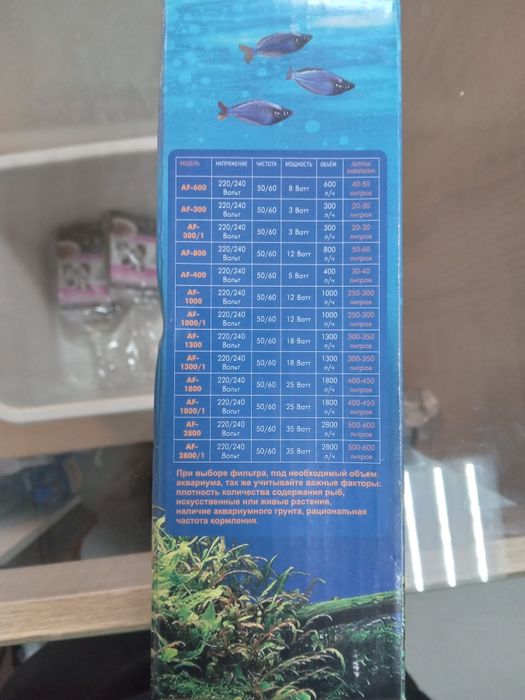 МОДЕЛЬ НАПРЯЖЕНИЕ ЧАСТОТА МОЩНОСТЬ ОБЪЁМ ЛИТРАЖ АКВАРИУМА
AF-600 220/240 Вольт 50/60 8 Ватт 600 л/ч 40-50 литров
AF-300 220/240 Вольт 50/60 3 Ватт 300 л/ч 20-30 литров
AF-300/1 220/240 Вольт 50/60 3 Ватт 300 л/ч 20-30 литров
AF-800 220/240 Вольт 50/60 12 Ватт 800 л/ч 50-60 литров
AF-400 220/240 Вольт 50/60 5 Ватт 400 л/ч 30-40 литров
AF-1000 220/240 Вольт 50/60 12 Ватт 1000 л/ч 250-300 литров
AF-1000/1 220/240 Вольт 50/60 12 Ватт 1000 л/ч 250-300 литров
AF-1300 220/240 Вольт 50/60 18 Ватт 1300 л/ч 300-350 литров
AF-1300/1 220/240 Вольт 50/60 18 Ватт 1300 л/ч 300-350 литров
AF-1800 220/240 Вольт 50/60 25 Ватт 1800 л/ч 400-450 литров
AF-1800/1 220/240 Вольт 50/60 25 Ватт 1800 л/ч 400-450 литров
AF-2800 220/240 Вольт 50/60 35 Ватт 2800 л/ч 500-600 литров
AF-2800/1 220/240 Вольт 50/60 35 Ватт 2800 л/ч 500-600 литров
При выборе фильтра, под необходимый объем
аквариума, так же учитывайте важные факторы:
плотность количества содержания рыб,
искусственные или живые растения,
наличие аквариумного грунта, рациональная
частота кормления.